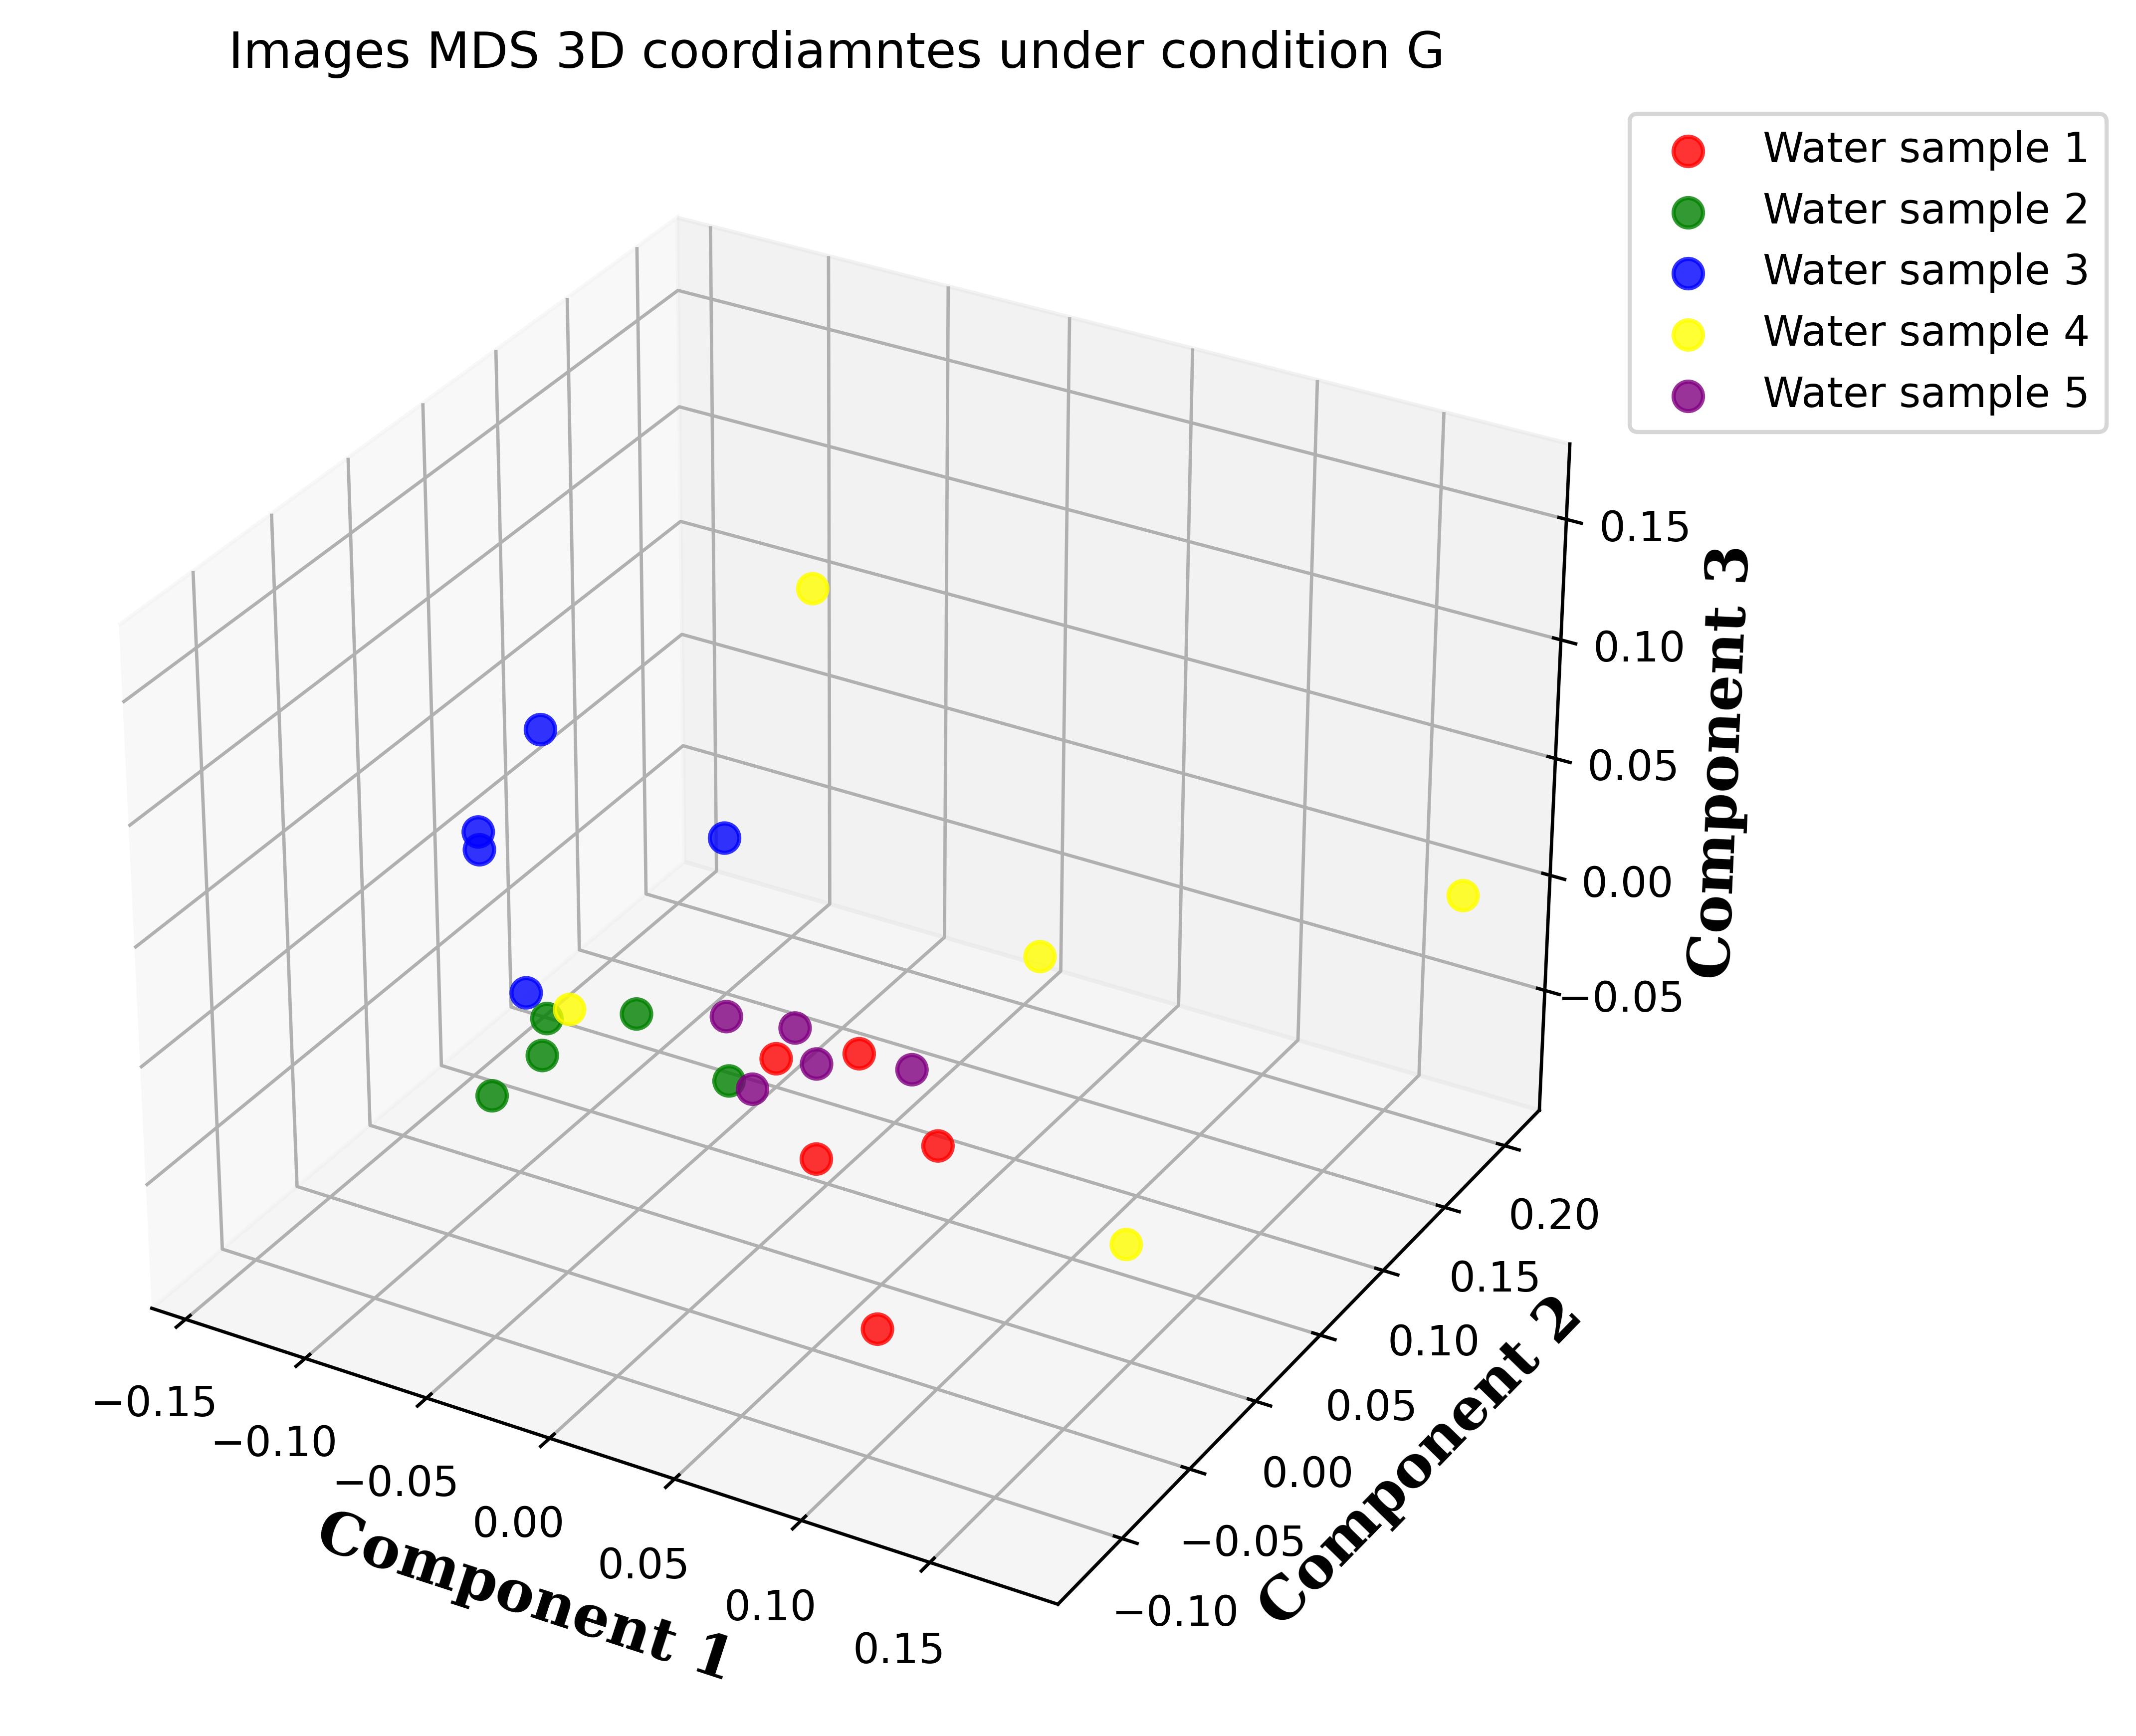 Images MDS 3D coordiamntes under condition G
Water sample 1
Water sample 2
Water sample 3
Water sample 4
Water sample 5
0.15
0.10
0.05
0.00
−0.05
Component 3
0.20
0.15
0.10
0.05
0.00
−0.05
−0.10
Component 2
−0.15
−0.10
−0.05
0.00
0.05
0.10
0.15
Component 1